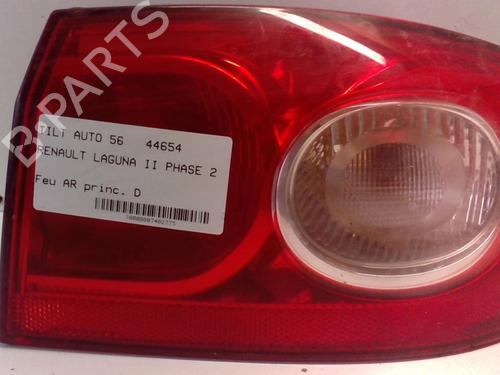 B-PARTS
TILT AUTO 56 44654
RENAULT LAGUNA II PHASE 2
Feu AR princ. D